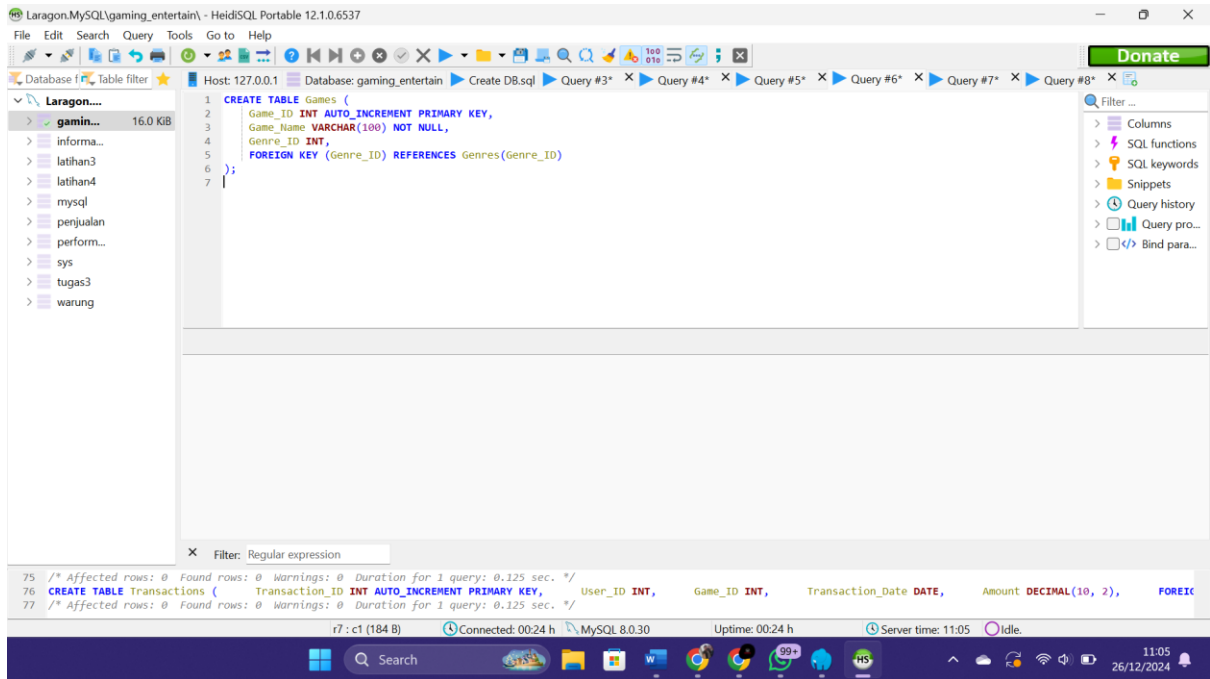 Laragon.MySQL\gaming_entertain\ - HeidiSQL Portable 12.1.0.6537
File Edit Search Query Tools Go to Help
Donate
Database f Table filter Host: 127.0.0.1 Database: gaming_entertain Create DB.sql Query #3* Query #4* Query #5* Query #6* Query #7* Query #8*
Laragon....
gamin... 16.0 KiB
informa...
latihan3
latihan4
mysql
penjualan
perform...
sys
tugas3
warung
1 CREATE TABLE Games (
2 Game_ID INT AUTO_INCREMENT PRIMARY KEY,
3 Game_Name VARCHAR(100) NOT NULL,
4 Genre_ID INT,
5 FOREIGN KEY (Genre_ID) REFERENCES Genres(Genre_ID)
6 );
7
Filter ...
Columns
SQL functions
SQL keywords
Snippets
Query history
Query pro...
Bind para...
Filter: Regular expression
75 /* Affected rows: 0 Found rows: 0 Warnings: 0 Duration for 1 query: 0.125 sec. */
76 CREATE TABLE Transactions ( Transaction_ID INT AUTO_INCREMENT PRIMARY KEY, User_ID INT, Game_ID INT, Transaction_Date DATE, Amount DECIMAL(10, 2), FOREIG
77 /* Affected rows: 0 Found rows: 0 Warnings: 0 Duration for 1 query: 0.125 sec. */
r7 : c1 (184 B) Connected: 00:24 h MySQL 8.0.30 Uptime: 00:24 h Server time: 11:05 Idle.
Search 99+ HS 11:05
26/12/2024